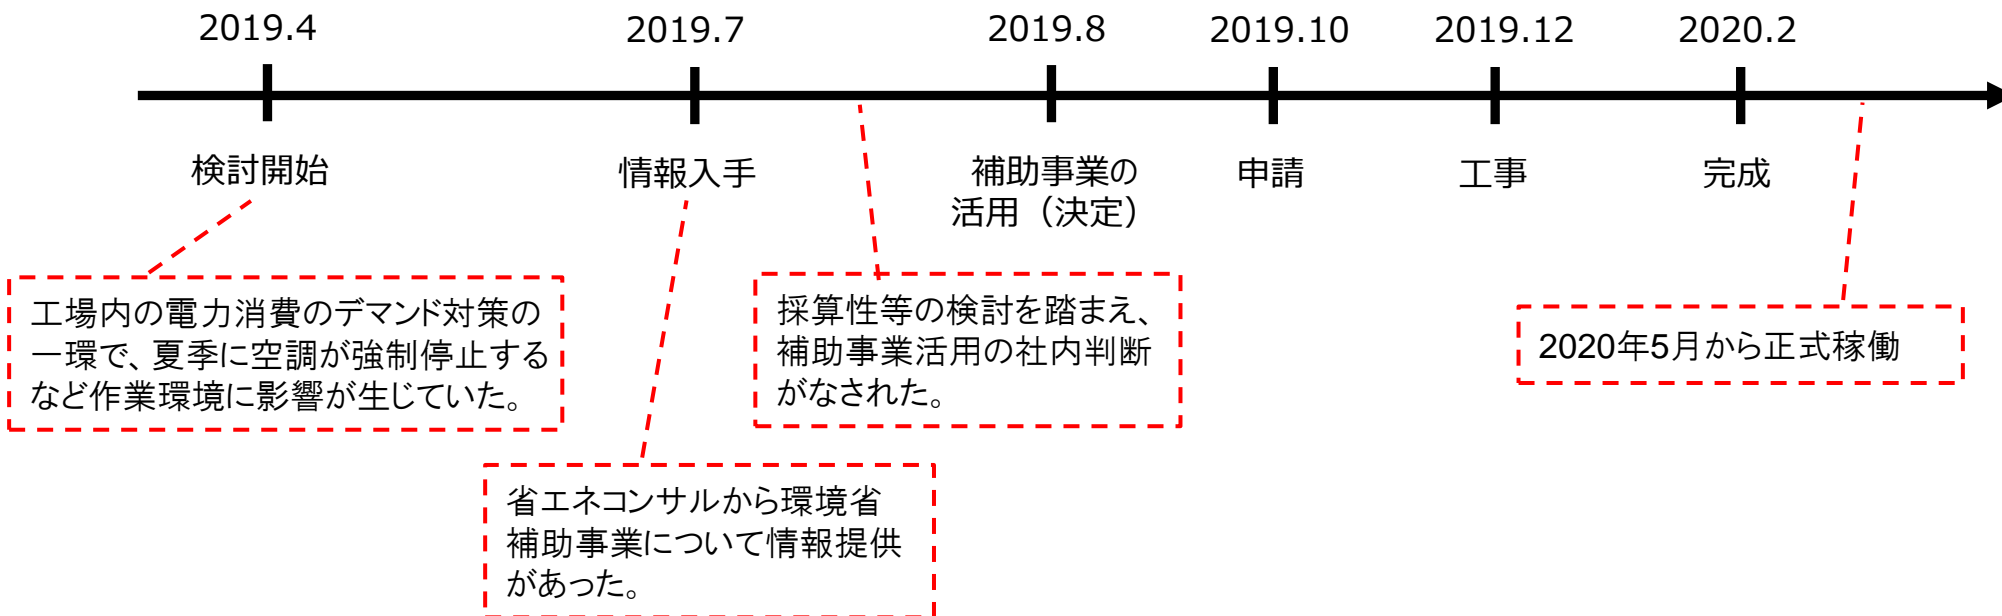 2019.4
2019.7
2019.8
2019.10
2019.12
2020.2
検討開始
情報入手
補助事業の
活用（決定）
申請
工事
完成
工場内の電力消費のデマンド対策の
一環で、夏季に空調が強制停止する
など作業環境に影響が生じていた。
採算性等の検討を踏まえ、
補助事業活用の社内判断
がなされた。
2020年5月から正式稼働
省エネコンサルから環境省
補助事業について情報提供
があった。